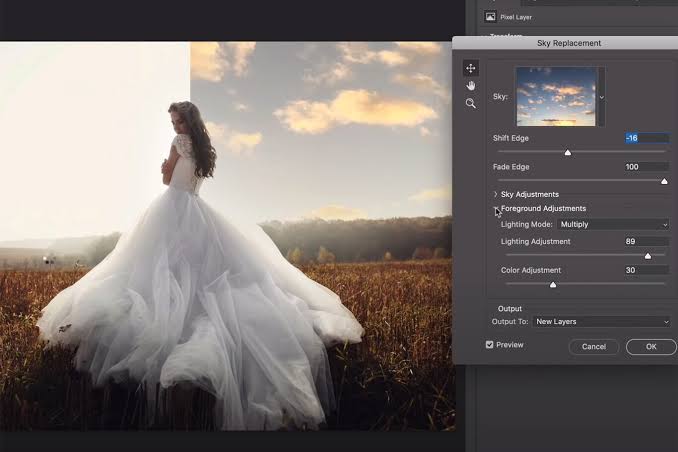 Pixel Layer
Transform
Sky Replacement
Sky:
Shift Edge -16
Fade Edge 100
Sky Adjustments
Foreground Adjustments
Lighting Mode: Multiply
Lighting Adjustment 89
Color Adjustment 30
Output
Output To: New Layers
Preview Cancel OK